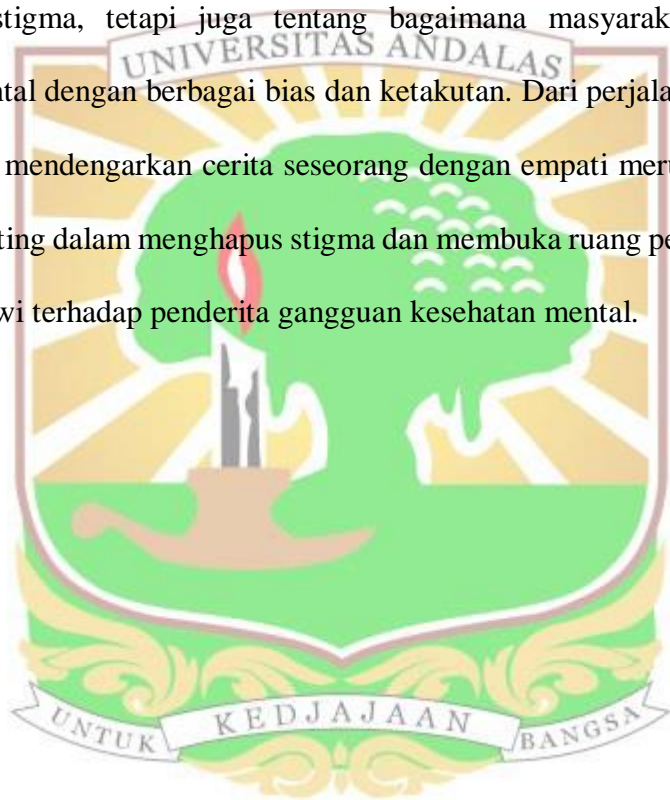 stigma, tetapi juga tentang bagaimana masyarak
UNIVERSITAS ANDALAS
ntal dengan berbagai bias dan ketakutan. Dari perjala
mendengarkan cerita seseorang dengan empati meru
ting dalam menghapus stigma dan membuka ruang pe
wi terhadap penderita gangguan kesehatan mental.
UNTUK KEDJAJAAN BANGSA